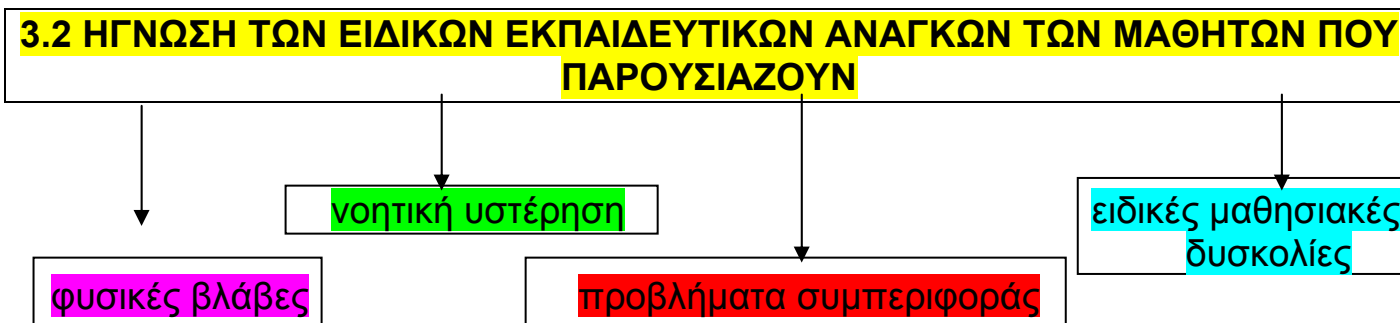 3.2 ΗΓΝΩΣΗ ΤΩΝ ΕΙΔΙΚΩΝ ΕΚΠΑΙΔΕΥΤΙΚΩΝ ΑΝΑΓΚΩΝ ΤΩΝ ΜΑΘΗΤΩΝ ΠΟΥ
ΠΑΡΟΥΣΙΑΖΟΥΝ
νοητική υστέρηση
ειδικές μαθησιακές
δυσκολίες
φυσικές βλάβες
προβλήματα συμπεριφοράς